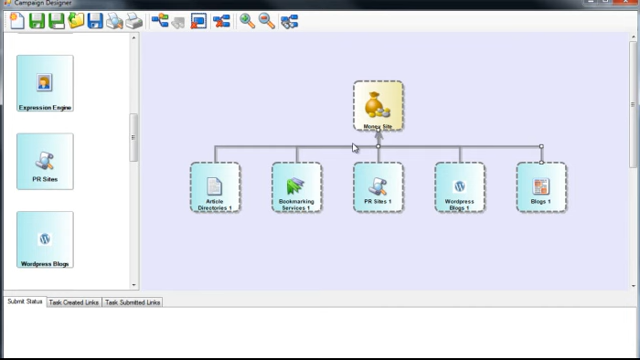 Campaign Designer
Expression Engine
PR Sites
Wordpress Blogs
Money Site
Article
Directories 1
Bookmarking
Services 1
PR Sites 1
Wordpress
Blogs 1
Blogs 1
Submit Status
Task Created Links
Task Submitted Links